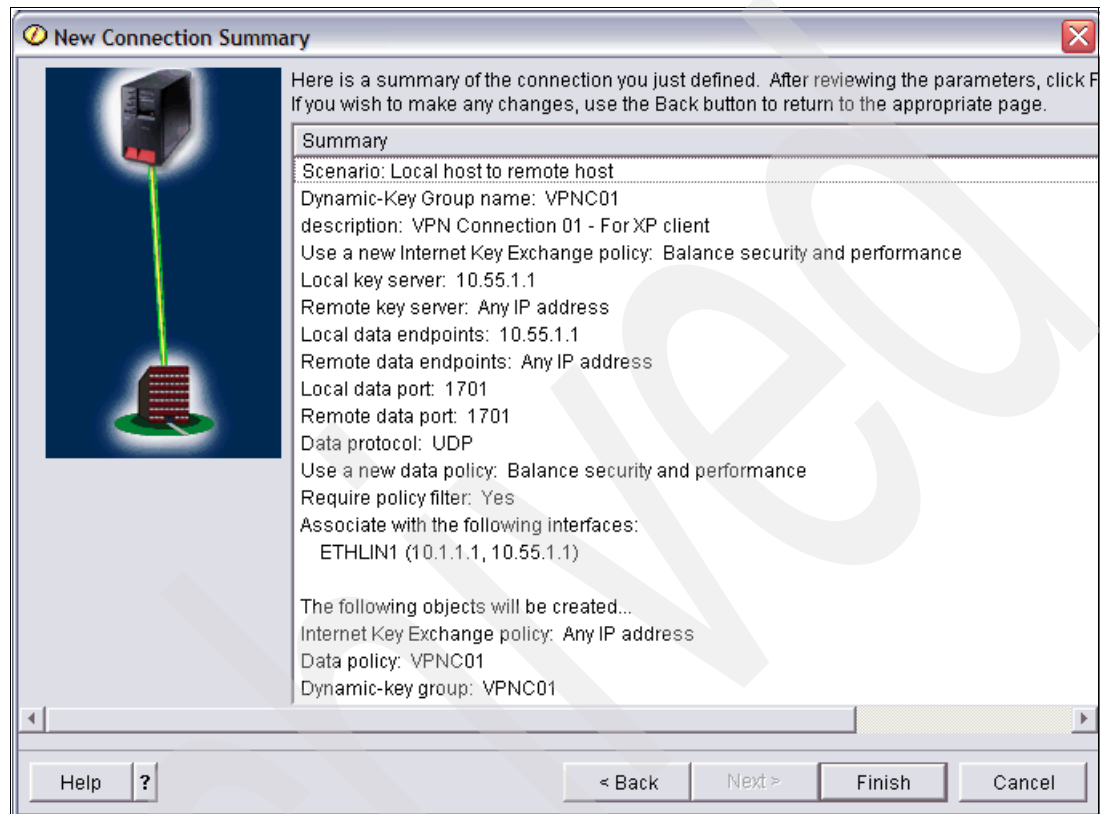 New Connection Summary
Here is a summary of the connection you just defined. After reviewing the parameters, click F
If you wish to make any changes, use the Back button to return to the appropriate page.
Summary
Scenario: Local host to remote host
Dynamic-Key Group name: VPNC01
description: VPN Connection 01 - For XP client
Use a new Internet Key Exchange policy: Balance security and performance
Local key server: 10.55.1.1
Remote key server: Any IP address
Local data endpoints: 10.55.1.1
Remote data endpoints: Any IP address
Local data port: 1701
Remote data port: 1701
Data protocol: UDP
Use a new data policy: Balance security and performance
Require policy filter: Yes
Associate with the following interfaces:
ETHLIN1 (10.1.1.1, 10.55.1.1)
The following objects will be created...
Internet Key Exchange policy: Any IP address
Data policy: VPNC01
Dynamic-key group: VPNC01
Help ? < Back Next > Finish Cancel